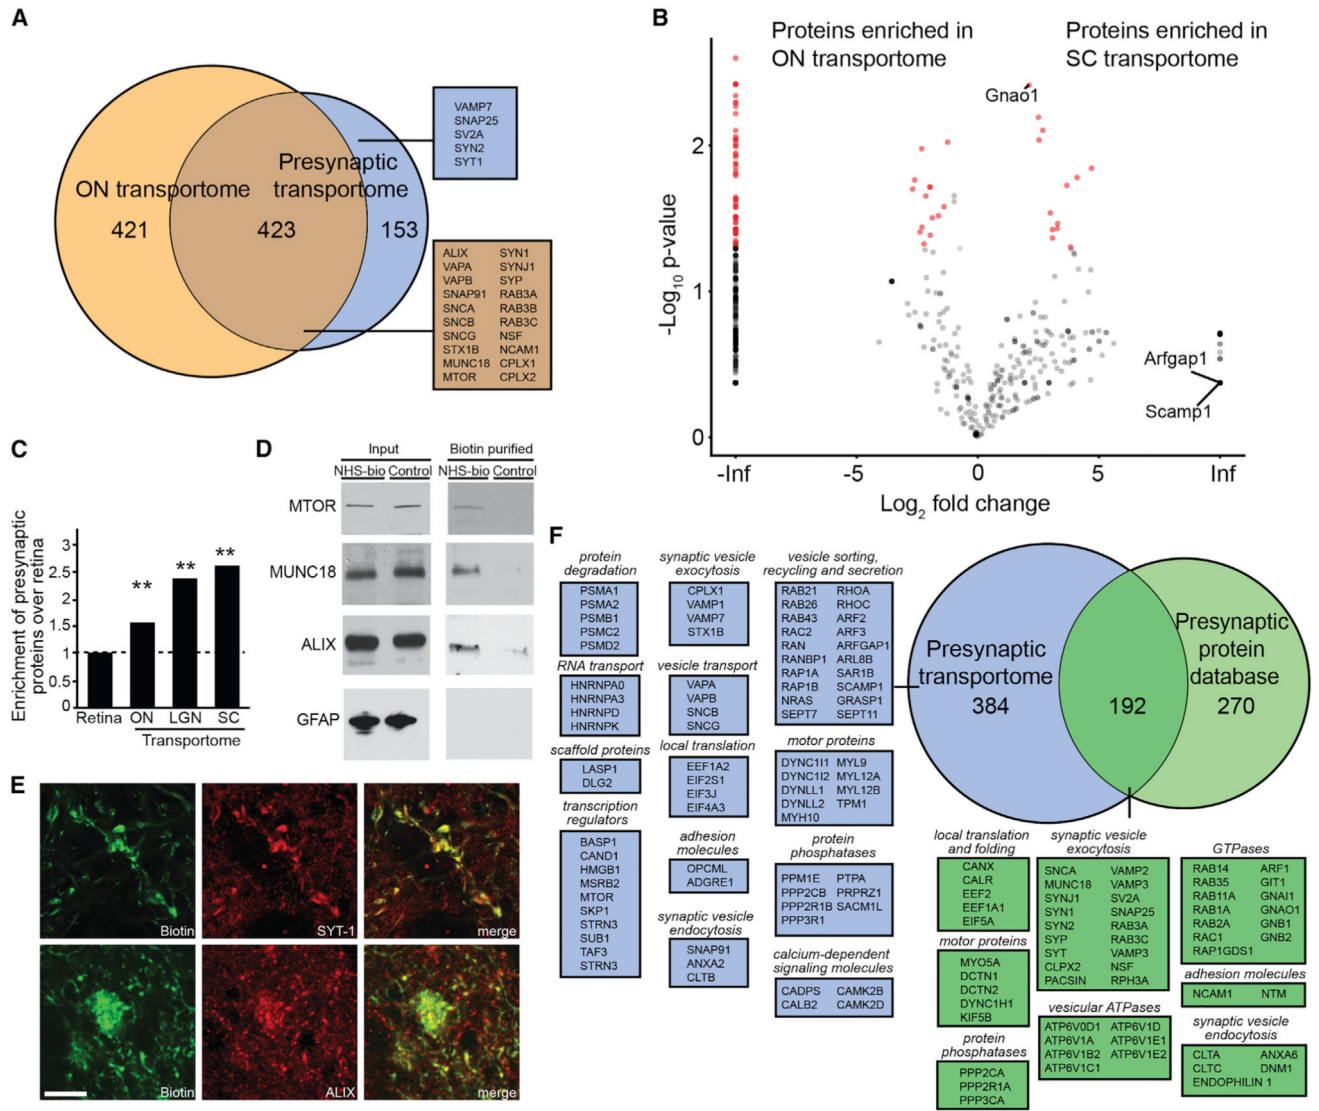 A
ON transportome
421
423
Presynaptic
transportome
153
VAMP7
SNAP25
SV2A
SYN2
SYT1
ALIX SYN1
VAPA SYNJ1
VAPB SYP
SNAP91 RAB3A
SNCA RAB3B
SNCB RAB3C
SNCG NSF
STX1B NCAM1
MUNC18 CPLX1
MTOR CPLX2
B
Proteins enriched in
ON transportome
Proteins enriched in
SC transportome
Gnao1
Arfgap1
Scamp1
-Log10 p-value
2
1
0
-Inf -5 0 5 Inf
Log2 fold change
C
Enrichment of presynaptic
proteins over retina
3
2.5
2
1.5
1
0.5
0
**
**
**
Retina ON LGN SC
Transportome
D
Input Biotin purified
NHS-bio Control NHS-bio Control
MTOR
MUNC18
ALIX
GFAP
E
Biotin SYT-1 merge
Biotin ALIX merge
F
protein
degradation
PSMA1
PSMA2
PSMB1
PSMC2
PSMD2
RNA transport
HNRNPA0
HNRNPA3
HNRNPD
HNRNPK
scaffold proteins
LASP1
DLG2
transcription
regulators
BASP1
CAND1
HMGB1
MSRB2
MTOR
SKP1
STRN3
SUB1
TAF3
STRN3
synaptic vesicle
exocytosis
CPLX1
VAMP1
VAMP7
STX1B
vesicle transport
VAPA
VAPB
SNCB
SNCG
local translation
EEF1A2
EIF2S1
EIF3J
EIF4A3
adhesion
molecules
OPCML
ADGRE1
synaptic vesicle
endocytosis
SNAP91
ANXA2
CLTB
vesicle sorting,
recycling and secretion
RAB21 RHOA
RAB26 RHOC
RAB43 ARF2
RAC2 ARF3
RAN ARFGAP1
RANBP1 ARL8B
RAP1A SAR1B
RAP1B SCAMP1
NRAS GRASP1
SEPT7 SEPT11
motor proteins
DYNC1I1 MYL9
DYNC1I2 MYL12A
DYNLL1 MYL12B
DYNLL2 TPM1
MYH10
protein
phosphatases
PPM1E PTPA
PPP2CB PRPRZ1
PPP2R1B SACM1L
PPP3R1
calcium-dependent
signaling molecules
CADPS CAMK2B
CALB2 CAMK2D
Presynaptic
transportome
384
192
Presynaptic
protein
database
270
local translation
and folding
CANX
CALR
EEF2
EEF1A1
EIF5A
motor proteins
MYO5A
DCTN1
DCTN2
DYNC1H1
KIF5B
protein
phosphatases
PPP2CA
PPP2R1A
PPP3CA
synaptic vesicle
exocytosis
SNCA VAMP2
MUNC18 VAMP3
SYNJ1 SV2A
SYN1 SNAP25
SYN2 RAB3A
SYP RAB3C
SYT VAMP3
CLPX2 NSF
PACSIN RPH3A
vesicular ATPases
ATP6V0D1 ATP6V1D
ATP6V1A ATP6V1E1
ATP6V1B2 ATP6V1E2
ATP6V1C1
GTPases
RAB14 ARF1
RAB35 GIT1
RAB11A GNAI1
RAB1A GNAO1
RAB2A GNB1
RAC1 GNB2
RAP1GDS1
adhesion molecules
NCAM1 NTM
synaptic vesicle
endocytosis
CLTA ANXA6
CLTC DNM1
ENDOPHILIN 1